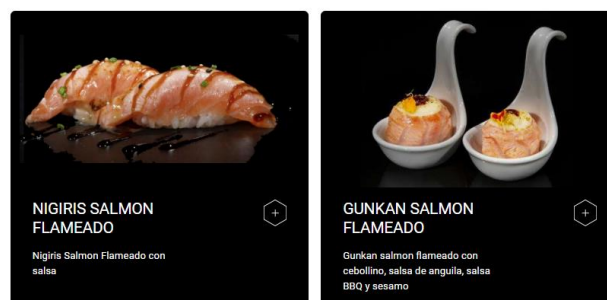 NIGIRIS SALMON
FLAMEADO
Nigiris Salmon Flameado con
salsa
GUNKAN SALMON
FLAMEADO
Gunkan salmon flameado con
cebollino, salsa de anguila, salsa
BBQ y sesamo